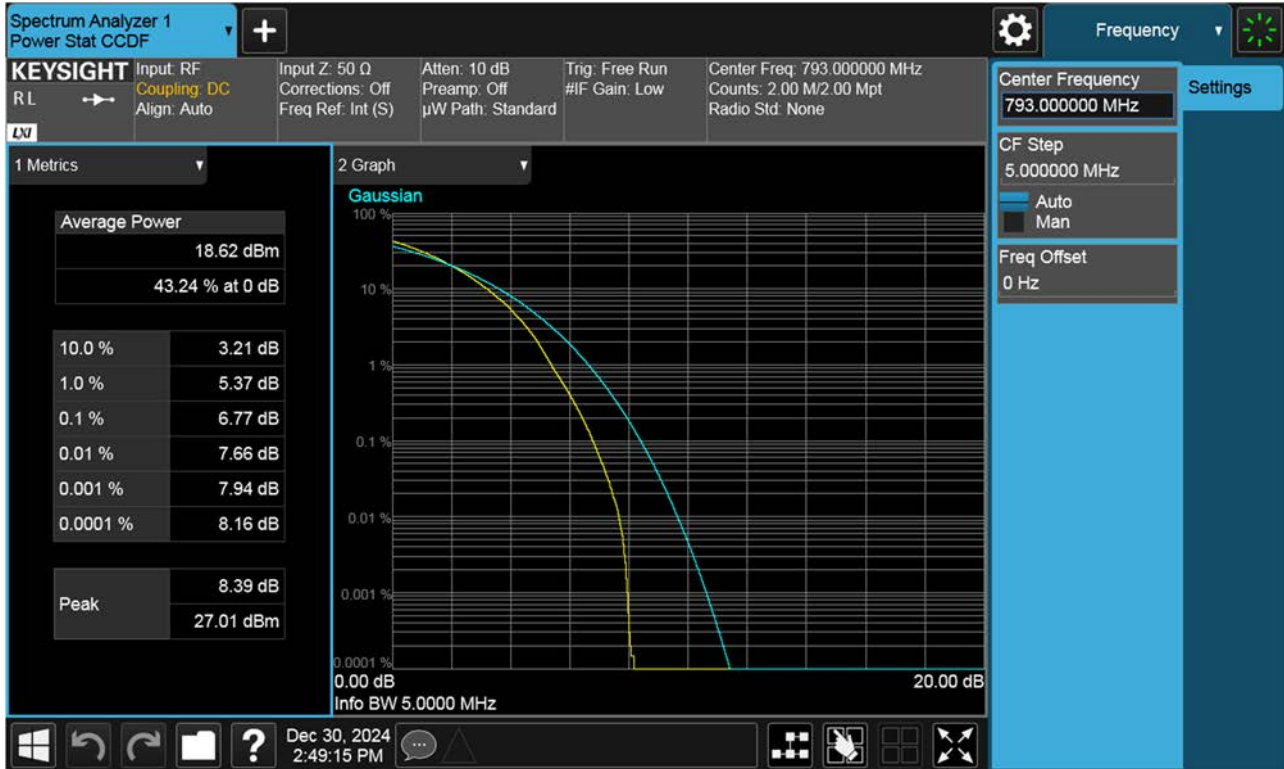 Spectrum Analyzer 1
Power Stat CCDF
+
Frequency
KEYSIGHT
RL
LXI
Input: RF
Coupling: DC
Align: Auto
Input Z: 50 Ω
Corrections: Off
Freq Ref: Int (S)
Atten: 10 dB
Preamp: Off
µW Path: Standard
Trig: Free Run
#IF Gain: Low
Center Freq: 793.000000 MHz
Counts: 2.00 M/2.00 Mpt
Radio Std: None
Center Frequency
793.000000 MHz
Settings
CF Step
5.000000 MHz
Auto
Man
Freq Offset
0 Hz
1 Metrics
Average Power
18.62 dBm
43.24 % at 0 dB
10.0 % 3.21 dB
1.0 % 5.37 dB
0.1 % 6.77 dB
0.01 % 7.66 dB
0.001 % 7.94 dB
0.0001 % 8.16 dB
Peak
8.39 dB
27.01 dBm
2 Graph
Gaussian
100 %
10 %
1 %
0.1 %
0.01 %
0.001 %
0.0001 %
0.00 dB 20.00 dB
Info BW 5.0000 MHz
?
Dec 30, 2024
2:49:15 PM